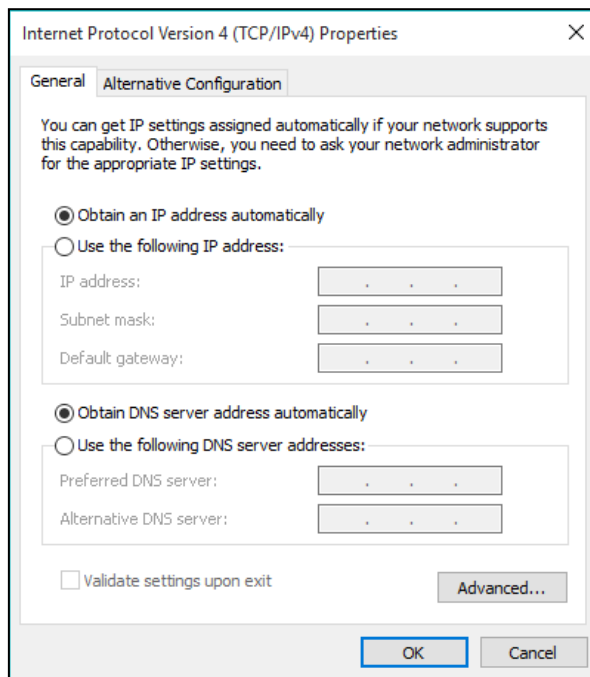 Internet Protocol Version 4 (TCP/IPv4) Properties
General
Alternative Configuration
You can get IP settings assigned automatically if your network supports
this capability. Otherwise, you need to ask your network administrator
for the appropriate IP settings.
Obtain an IP address automatically
Use the following IP address:
IP address:
Subnet mask:
Default gateway:
Obtain DNS server address automatically
Use the following DNS server addresses:
Preferred DNS server:
Alternative DNS server:
Validate settings upon exit
Advanced...
OK
Cancel